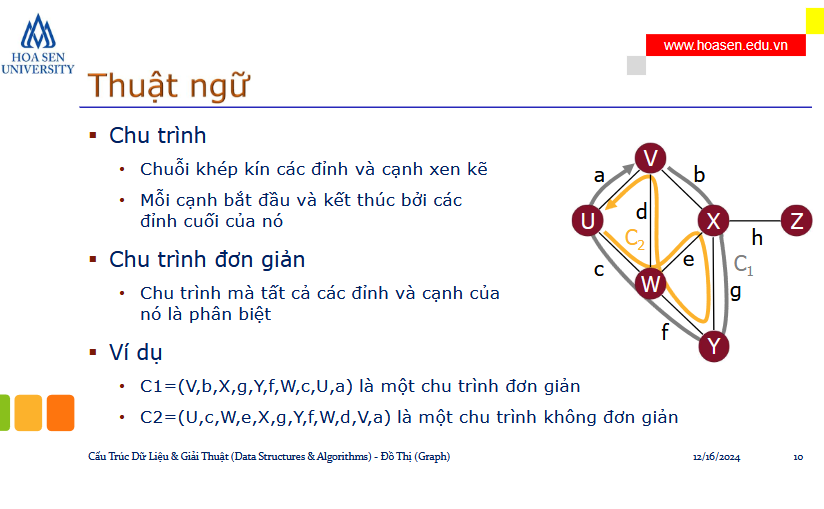 HOA SEN
UNIVERSITY
www.hoasen.edu.vn
Thuật ngữ
Chu trình
Chuỗi khép kín các đỉnh và cạnh xen kẽ
Mỗi cạnh bắt đầu và kết thúc bởi các
đỉnh cuối của nó
Chu trình đơn giản
Chu trình mà tất cả các đỉnh và cạnh của
nó là phân biệt
Ví dụ
C1=(V,b,X,g,Y,f,W,c,U,a) là một chu trình đơn giản
C2=(U,c,W,e,X,g,Y,f,W,d,V,a) là một chu trình không đơn giản
V
a
b
U
d
X
Z
C2
h
e
C1
c
W
g
f
Y
Cấu Trúc Dữ Liệu & Giải Thuật (Data Structures & Algorithms) - Đồ Thị (Graph)
12/16/2024
10